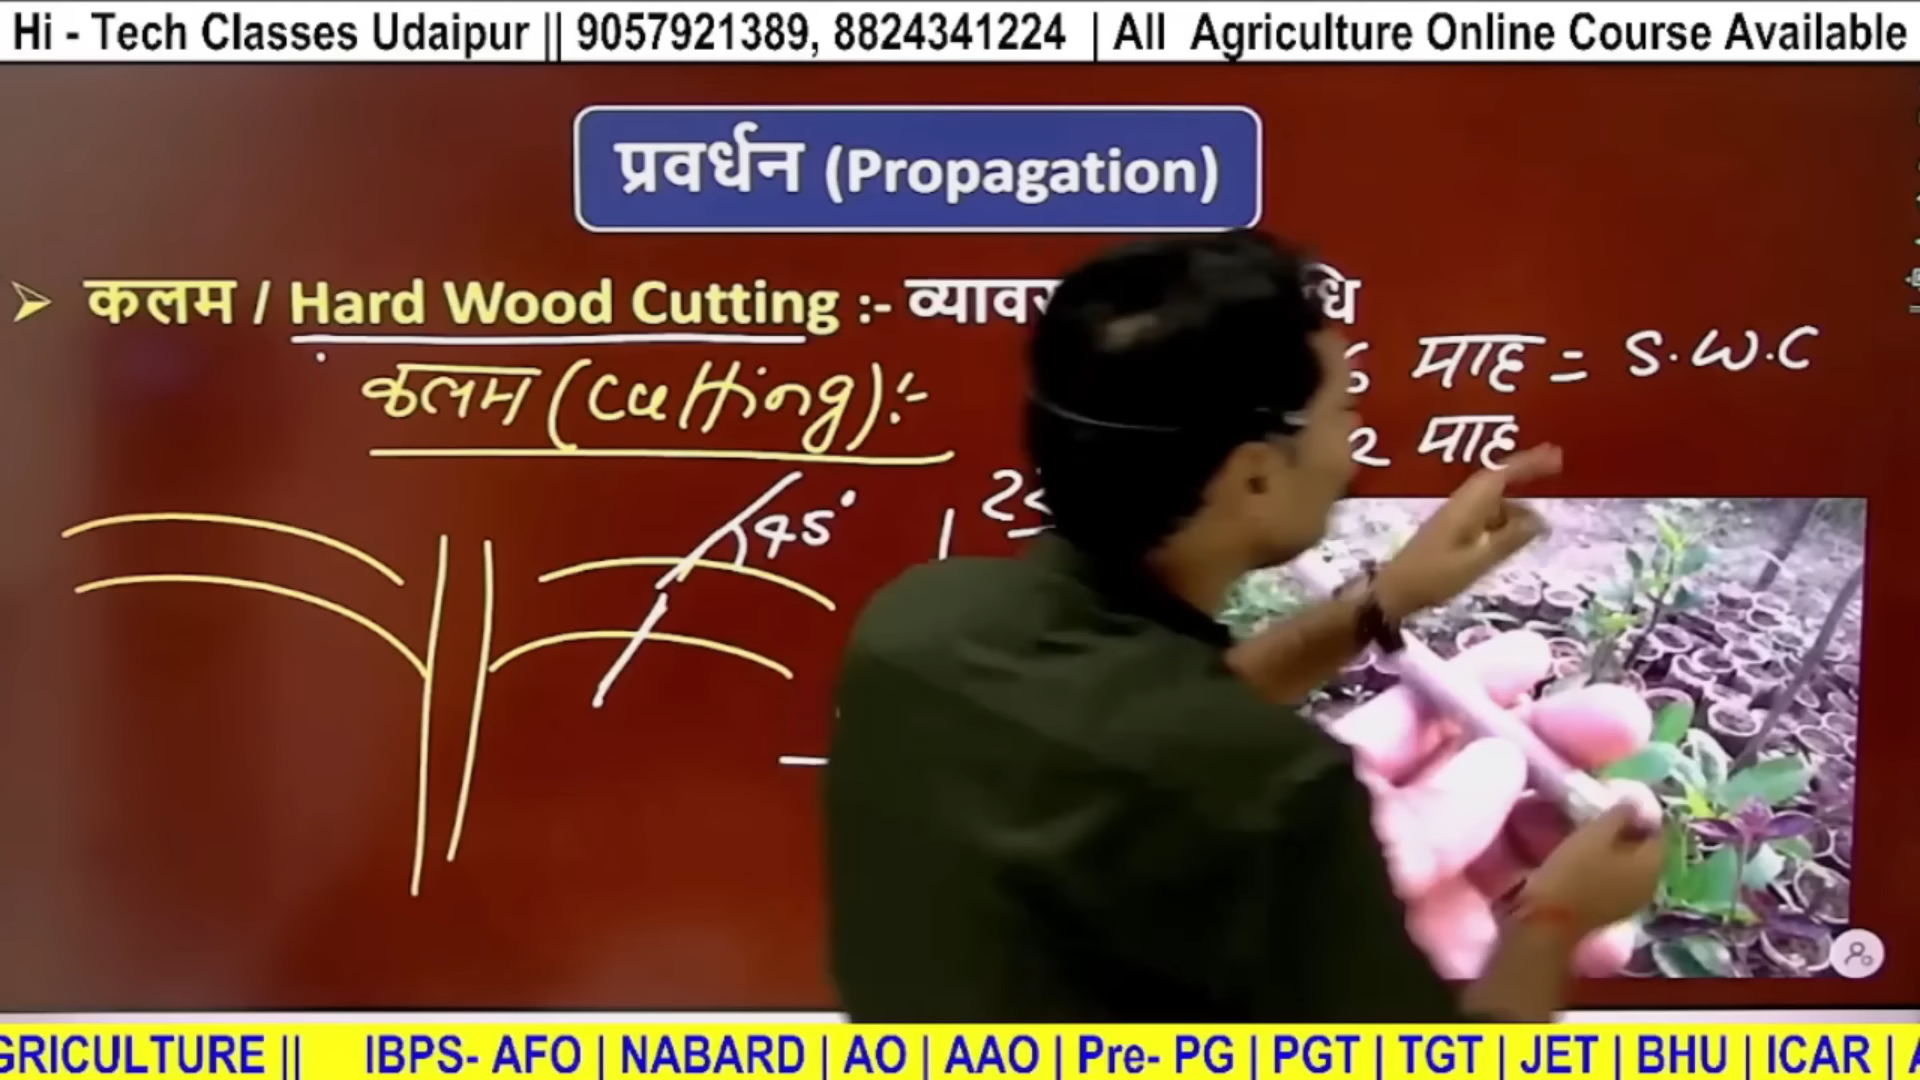 Hi - Tech Classes Udaipur || 9057921389, 8824341224 | All Agriculture Online Course Available
प्रवर्धन (Propagation)
➢ कलम / Hard Wood Cutting :-
माह = S.W.C
कलम (Cutting):-
2 माह
45°
GRICULTURE || IBPS- AFO | NABARD | AO | AAO | Pre- PG | PGT | TGT | JET | BHU | ICAR |